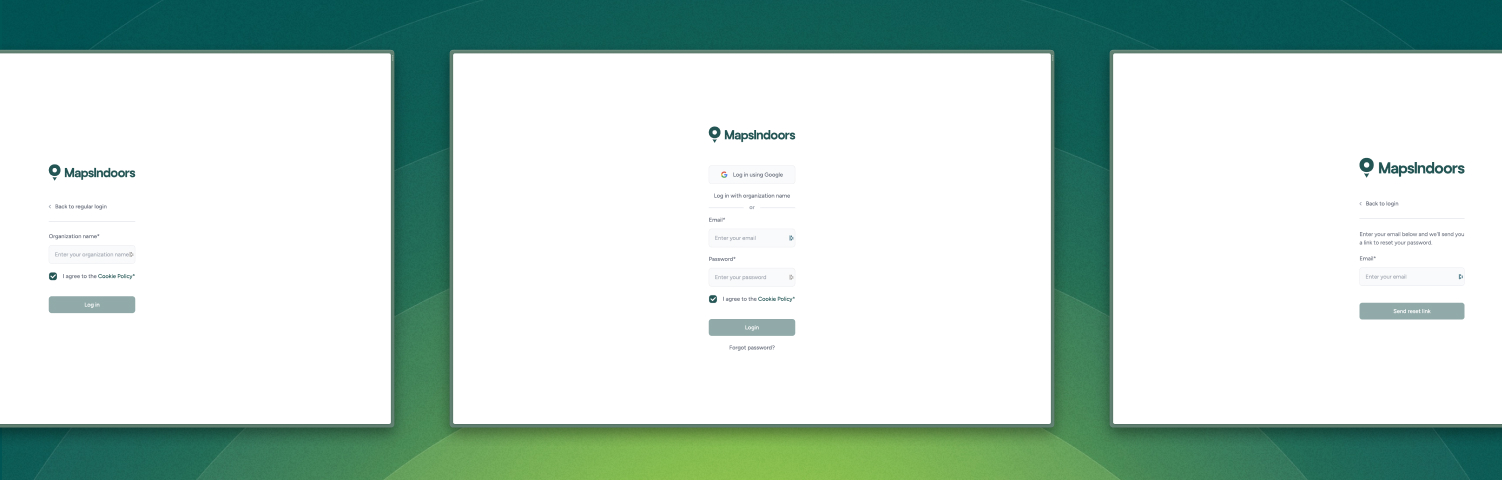 MapsIndoors
Back to regular login
Organization name*
Enter your organization name
I agree to the Cookie Policy*
Log in
MapsIndoors
Log in using Google
Log in with organization name
or
Email*
Enter your email
Password*
Enter your password
I agree to the Cookie Policy*
Login
Forgot password?
MapsIndoors
Back to login
Enter your email below and we'll send you
a link to reset your password.
Email*
Enter your email
Send reset link